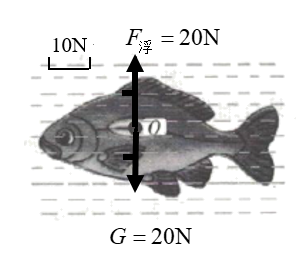 10N
F浮 = 20N
O
G = 20N